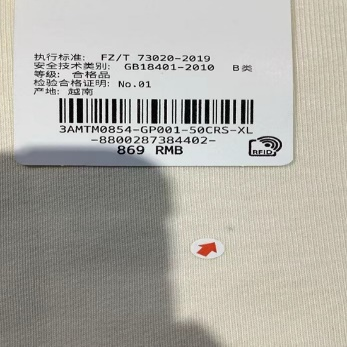 执行标准: FZ/T 73020-2019
安全技术类别: GB18401-2010 B类
等级: 合格品
检验合格证明: No.01
产地: 越南
3AMTM0854-GP001-50CRS-XL
-8800287384402-
869 RMB
RFID